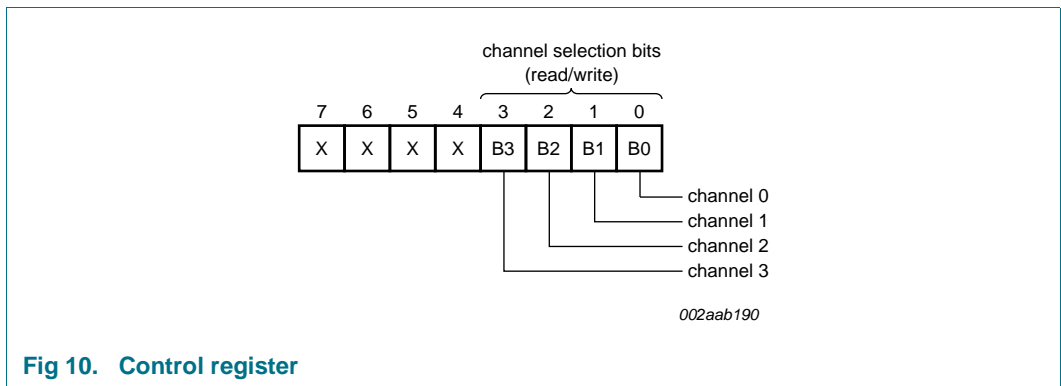 channel selection bits
(read/write)
7 6 5 4 3 2 1 0
X X X X B3 B2 B1 B0
channel 0
channel 1
channel 2
channel 3
002aab190
Fig 10. Control register